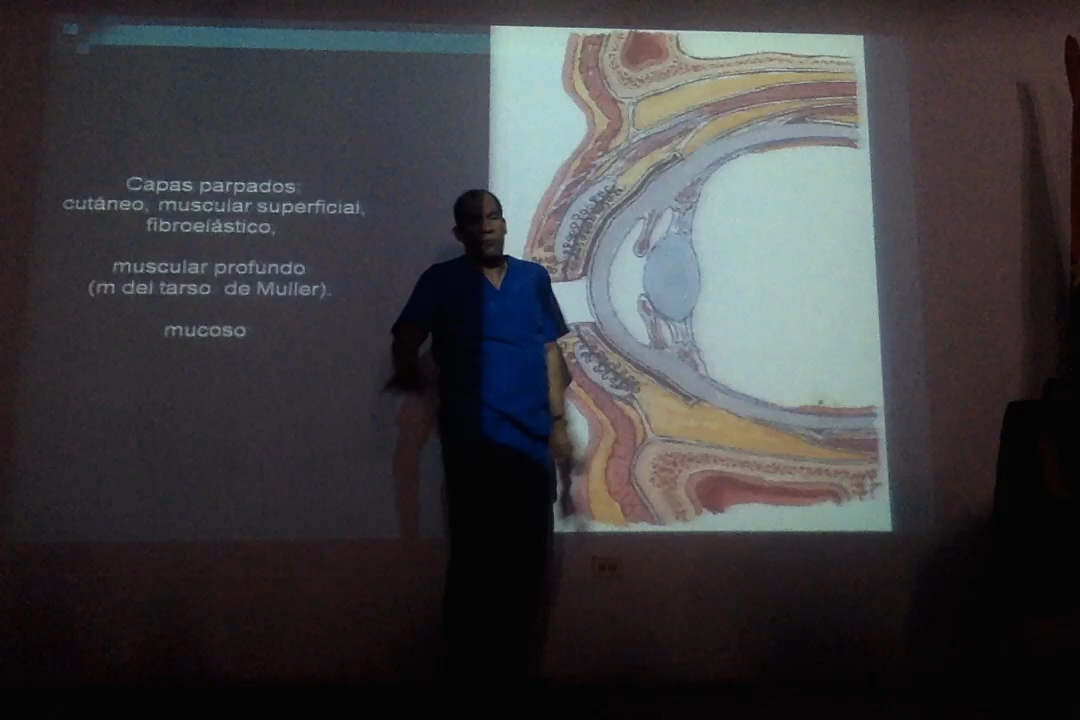 Capas parpados:
cutáneo, muscular superficial,
fibroelástico,
muscular profundo
(m del tarso de Muller).
mucoso